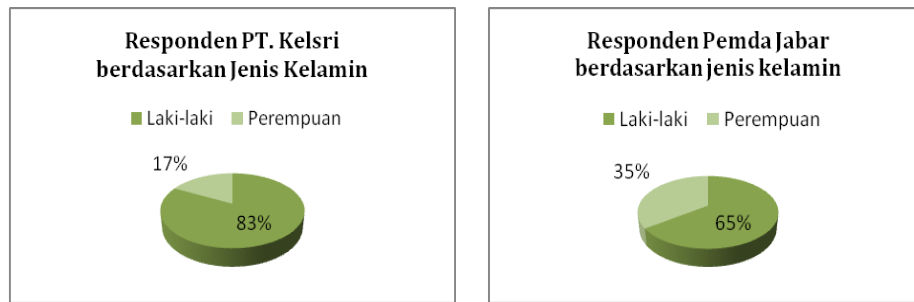 Responden PT. Kelsri
berdasarkan Jenis Kelamin
Laki-laki Perempuan
17%
83%
Responden Pemda Jabar
berdasarkan jenis kelamin
Laki-laki Perempuan
35%
65%